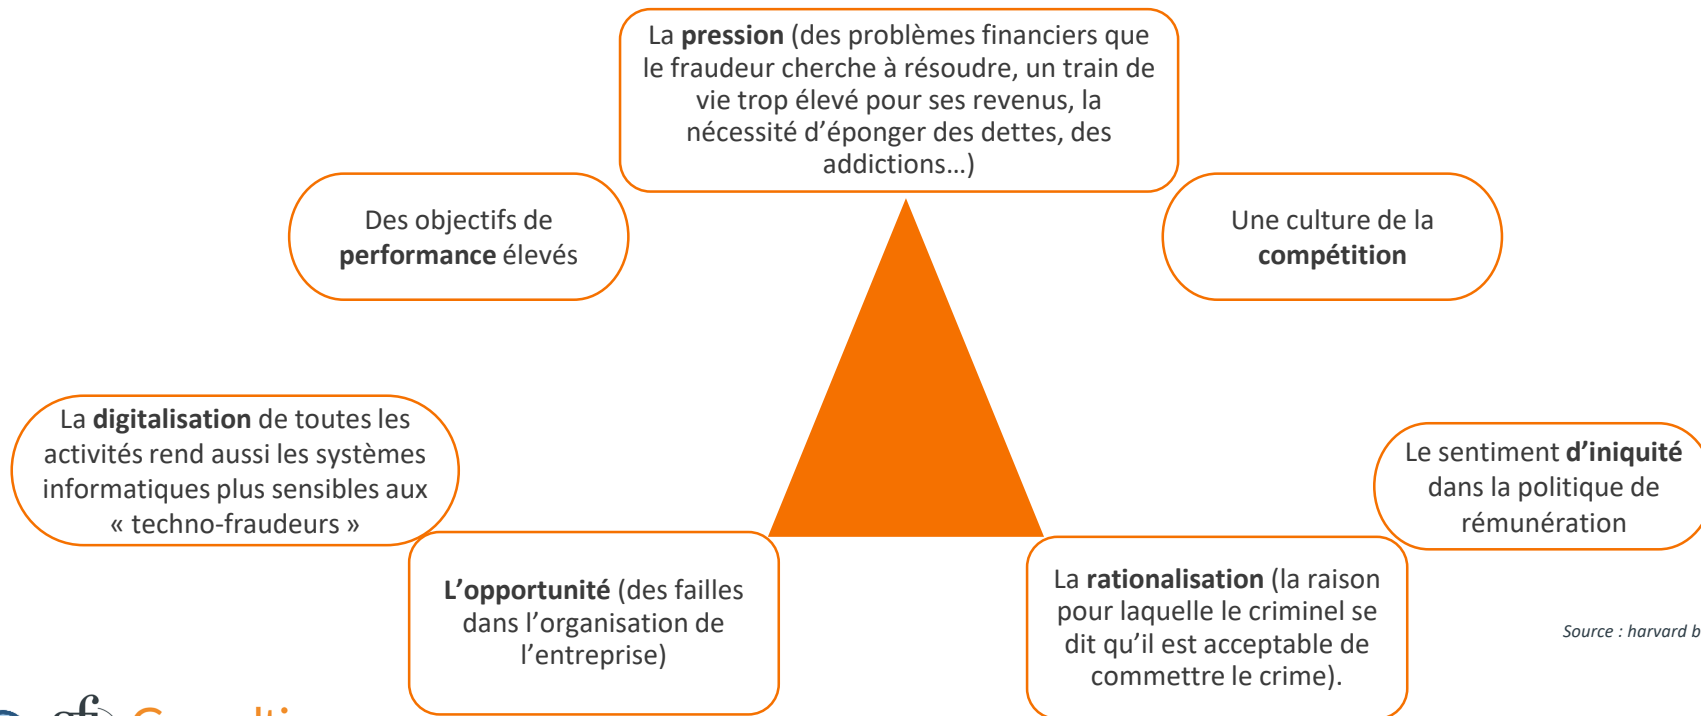 La pression (des problèmes financiers que
le fraudeur cherche à résoudre, un train de
vie trop élevé pour ses revenus, la
nécessité d’éponger des dettes, des
addictions…)
Des objectifs de
performance élevés
Une culture de la
compétition
La digitalisation de toutes les
activités rend aussi les systèmes
informatiques plus sensibles aux
« techno-fraudeurs »
Le sentiment d’iniquité
dans la politique de
rémunération
L’opportunité (des failles
dans l’organisation de
l’entreprise)
La rationalisation (la raison
pour laquelle le criminel se
dit qu’il est acceptable de
commettre le crime).
Source : harvard b